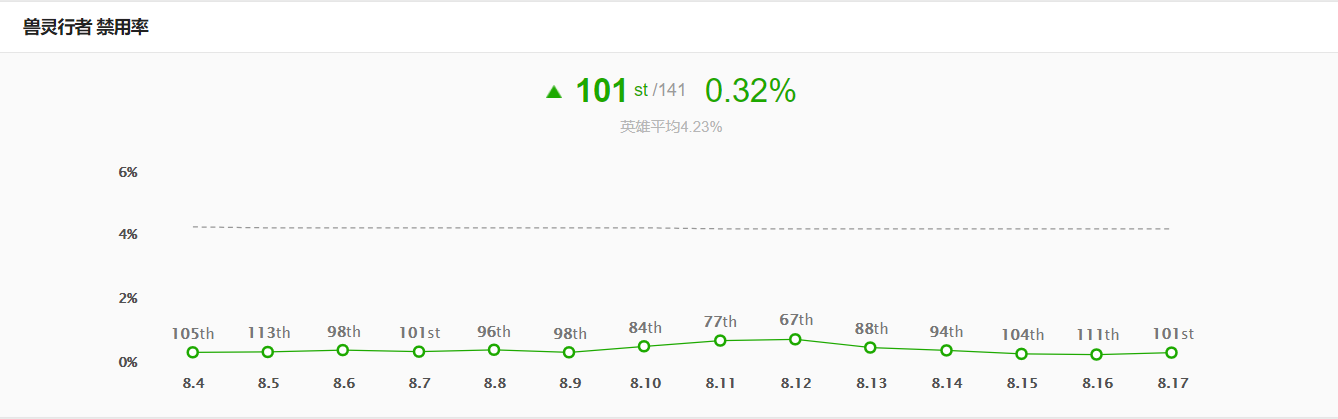 兽灵行者 禁用率
▲ 101 st /141 0.32%
英雄平均4.23%
6%
4%
2%
0%
105th 113th 98th 101st 96th 98th 84th 77th 67th 88th 94th 104th 111th 101st
8.4 8.5 8.6 8.7 8.8 8.9 8.10 8.11 8.12 8.13 8.14 8.15 8.16 8.17